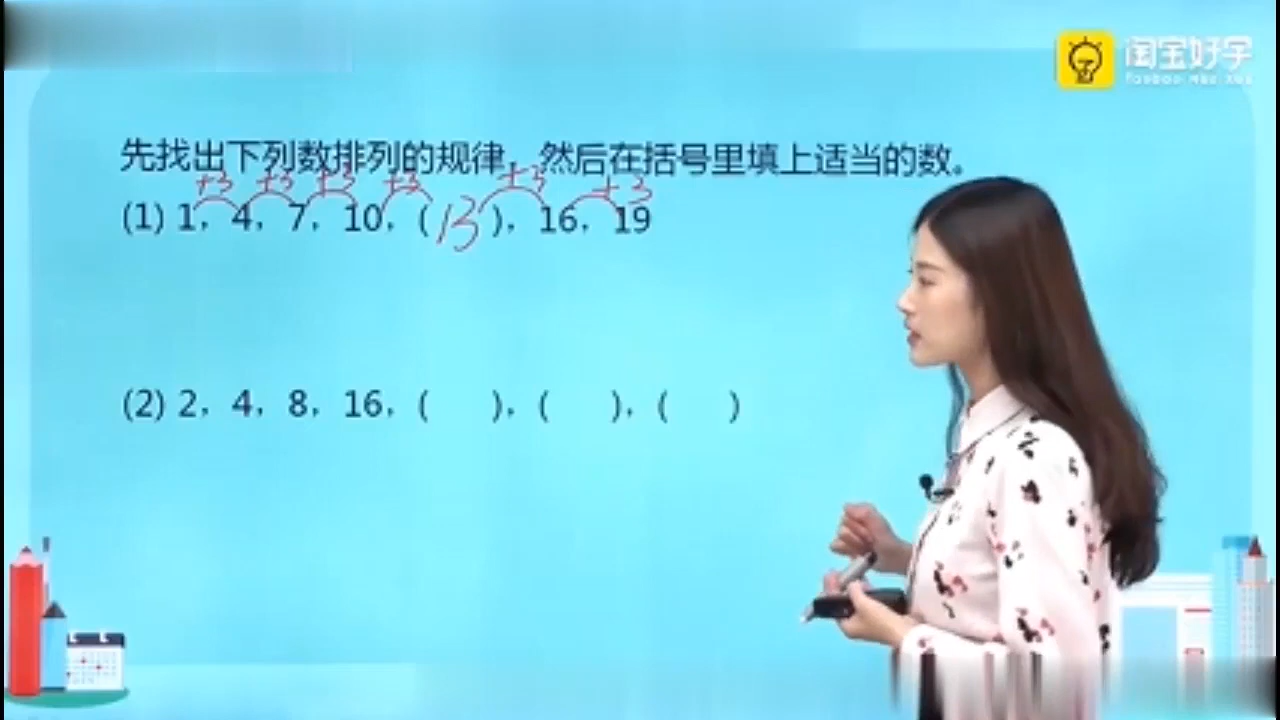 淘宝好字
先找出下列数排列的规律，然后在括号里填上适当的数。
+3 +3 +3 +3 +3 +3
(1) 1，4，7，10，( 13 )，16，19
(2) 2，4，8，16，( )，( )，( )